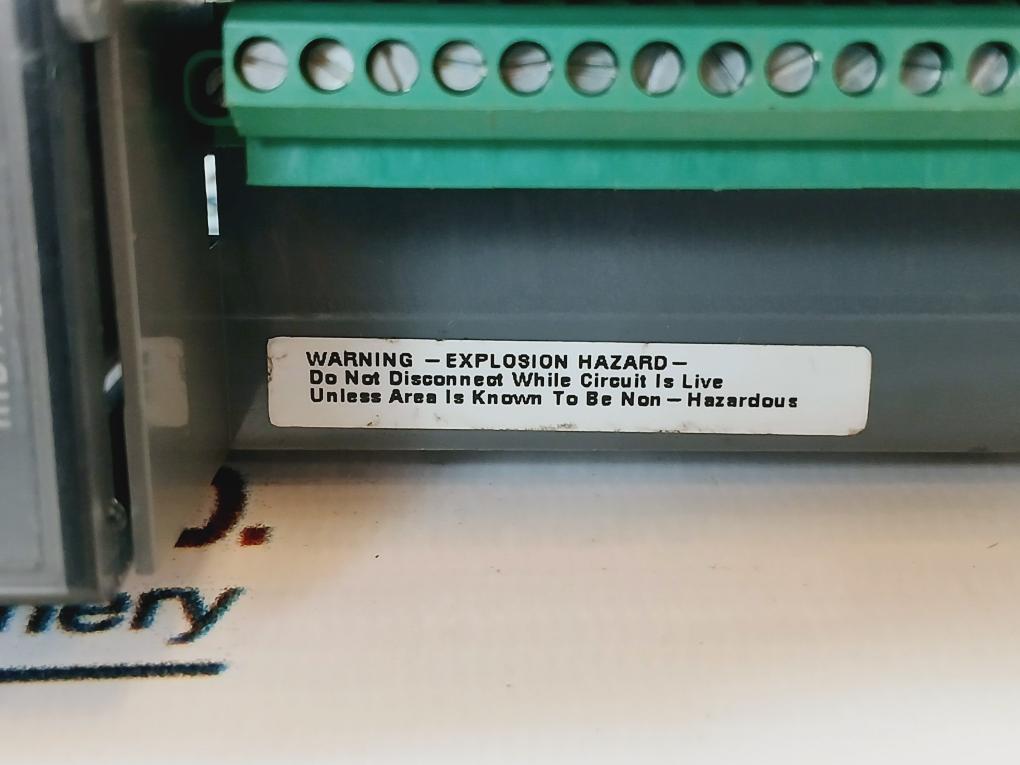 WARNING – EXPLOSION HAZARD –
Do Not Disconnect While Circuit Is Live
Unless Area Is Known To Be Non – Hazardous